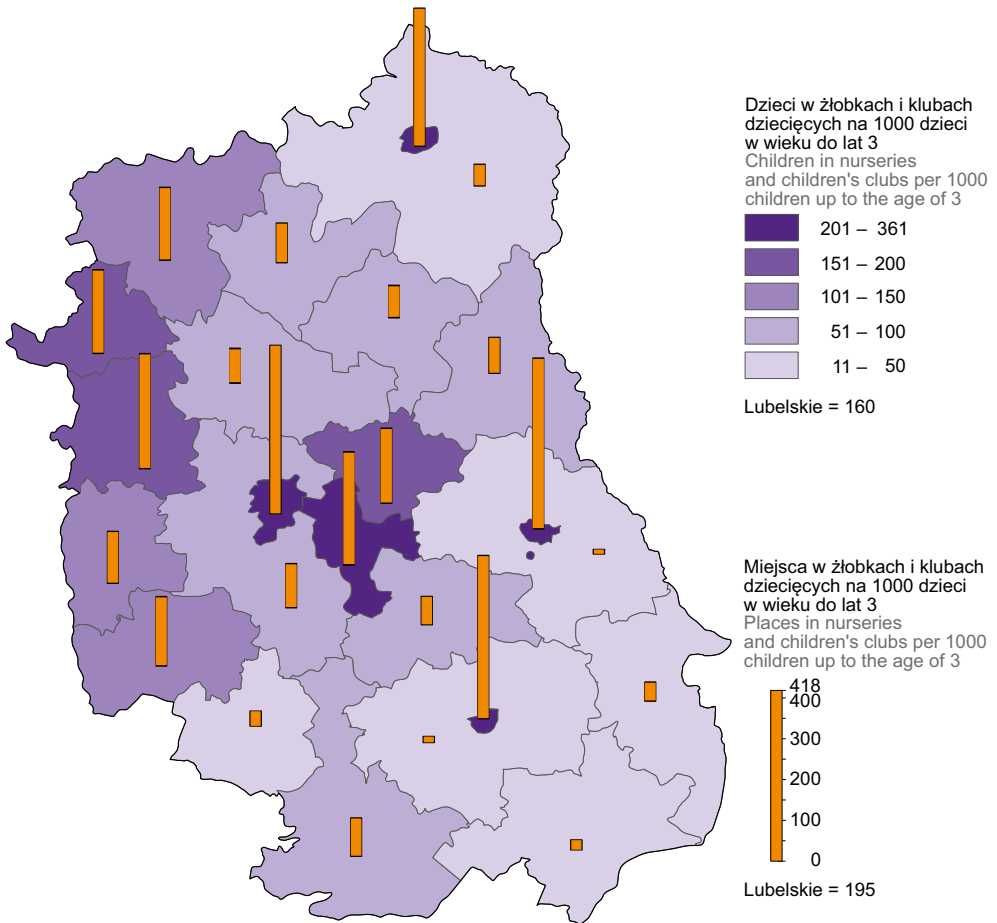 Dzieci w żłobkach i klubach
dziecięcych na 1000 dzieci
w wieku do lat 3
Children in nurseries
and children's clubs per 1000
children up to the age of 3
201 – 361
151 – 200
101 – 150
51 – 100
11 – 50
Lubelskie = 160
Miejsca w żłobkach i klubach
dziecięcych na 1000 dzieci
w wieku do lat 3
Places in nurseries
and children's clubs per 1000
children up to the age of 3
418
400
300
200
100
0
Lubelskie = 195